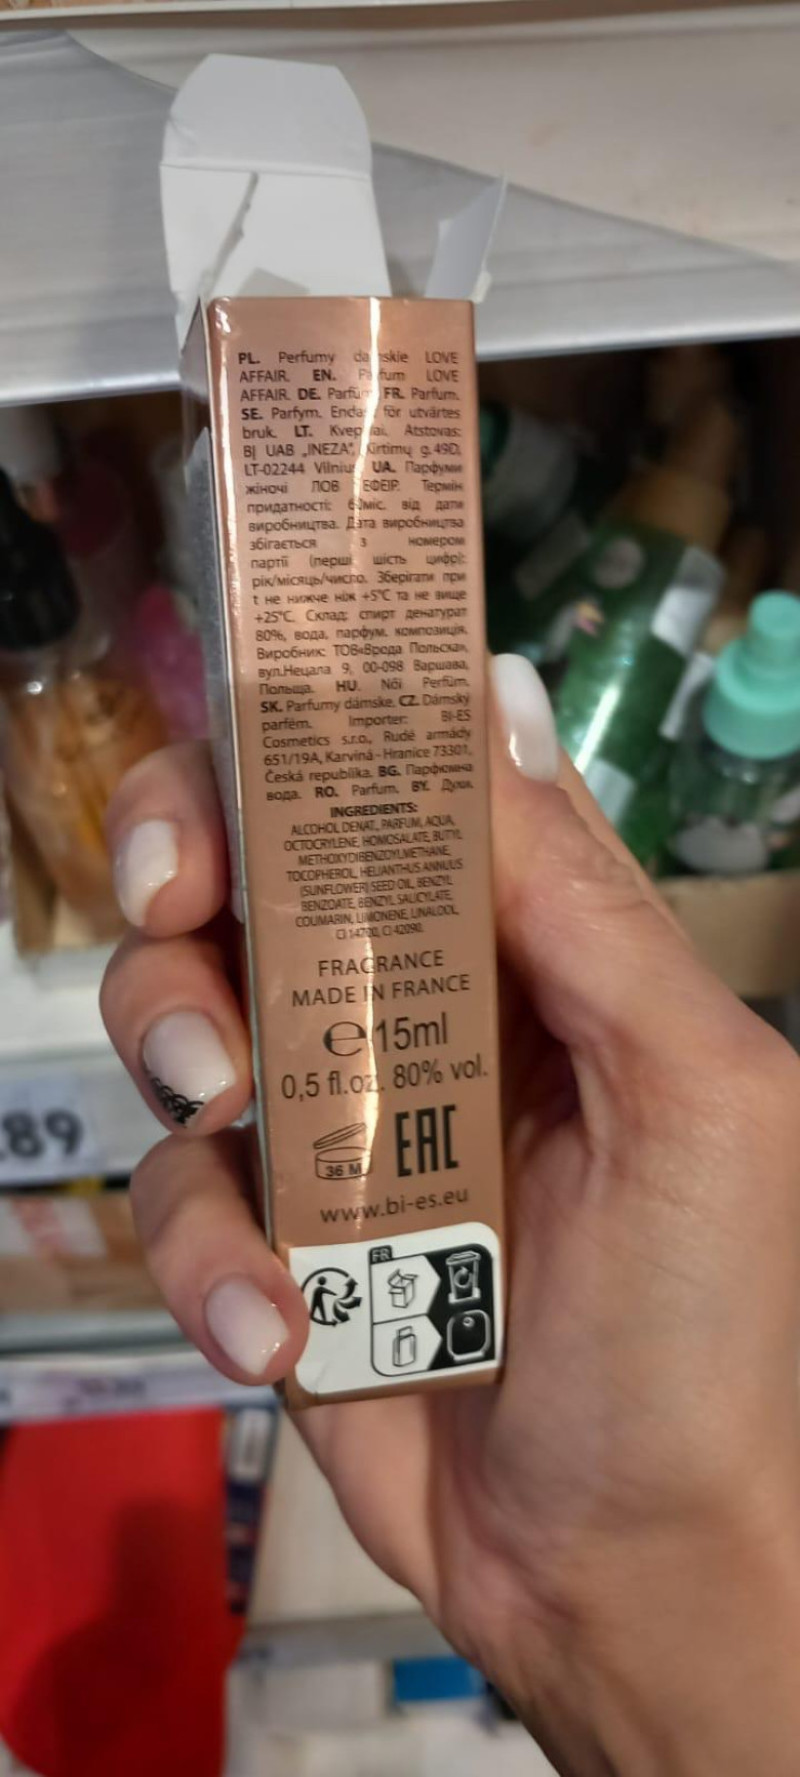 PL. Perfumy damskie LOVE
AFFAIR. EN. Parfum LOVE
AFFAIR. DE. Parfüm. FR. Parfum.
SE. Parfym. Endast för utvärtes
bruk. LT. Kvepalai. Atstovas:
BĮ UAB „INEZA”, Kirtimų g.49D,
LT-02244 Vilnius. UA. Парфуми
жіночі ЛОВ ЕФЕІР. Термін
придатності: 60міс. від дати
виробництва. Дата виробництва
збігається з номером
партії (перші шість цифр):
рік/місяць/число. Зберігати при
t не нижче ніж +5°C та не вище
+25°C. Склад: спирт денатурат
80%, вода, парфум. композиція.
Виробник: ТОВ«Врода Польска»,
вул.Нецала 9, 00-098 Варшава,
Польща. HU. Női Perfüm.
SK. Parfumy dámske. CZ. Dámský
parfém. Importer: BI-ES
Cosmetics s.r.o., Rudé armády
651/19A, Karviná - Hranice 73301,
Česká republika. BG. Парфюмна
вода. RO. Parfum. BY. Духи.
INGREDIENTS:
ALCOHOL DENAT., PARFUM, AQUA,
OCTOCRYLENE, HOMOSALATE, BUTYL
METHOXYDIBENZOYLMETHANE,
TOCOPHEROL, HELIANTHUS ANNUUS
(SUNFLOWER) SEED OIL, BENZYL
BENZOATE, BENZYL SALICYLATE,
COUMARIN, LIMONENE, LINALOOL,
CI 14700, CI 42090.
FRAGRANCE
MADE IN FRANCE
e 15ml
0,5 fl.oz. 80% vol.
36 M
EAC
www.bi-es.eu
FR
.89